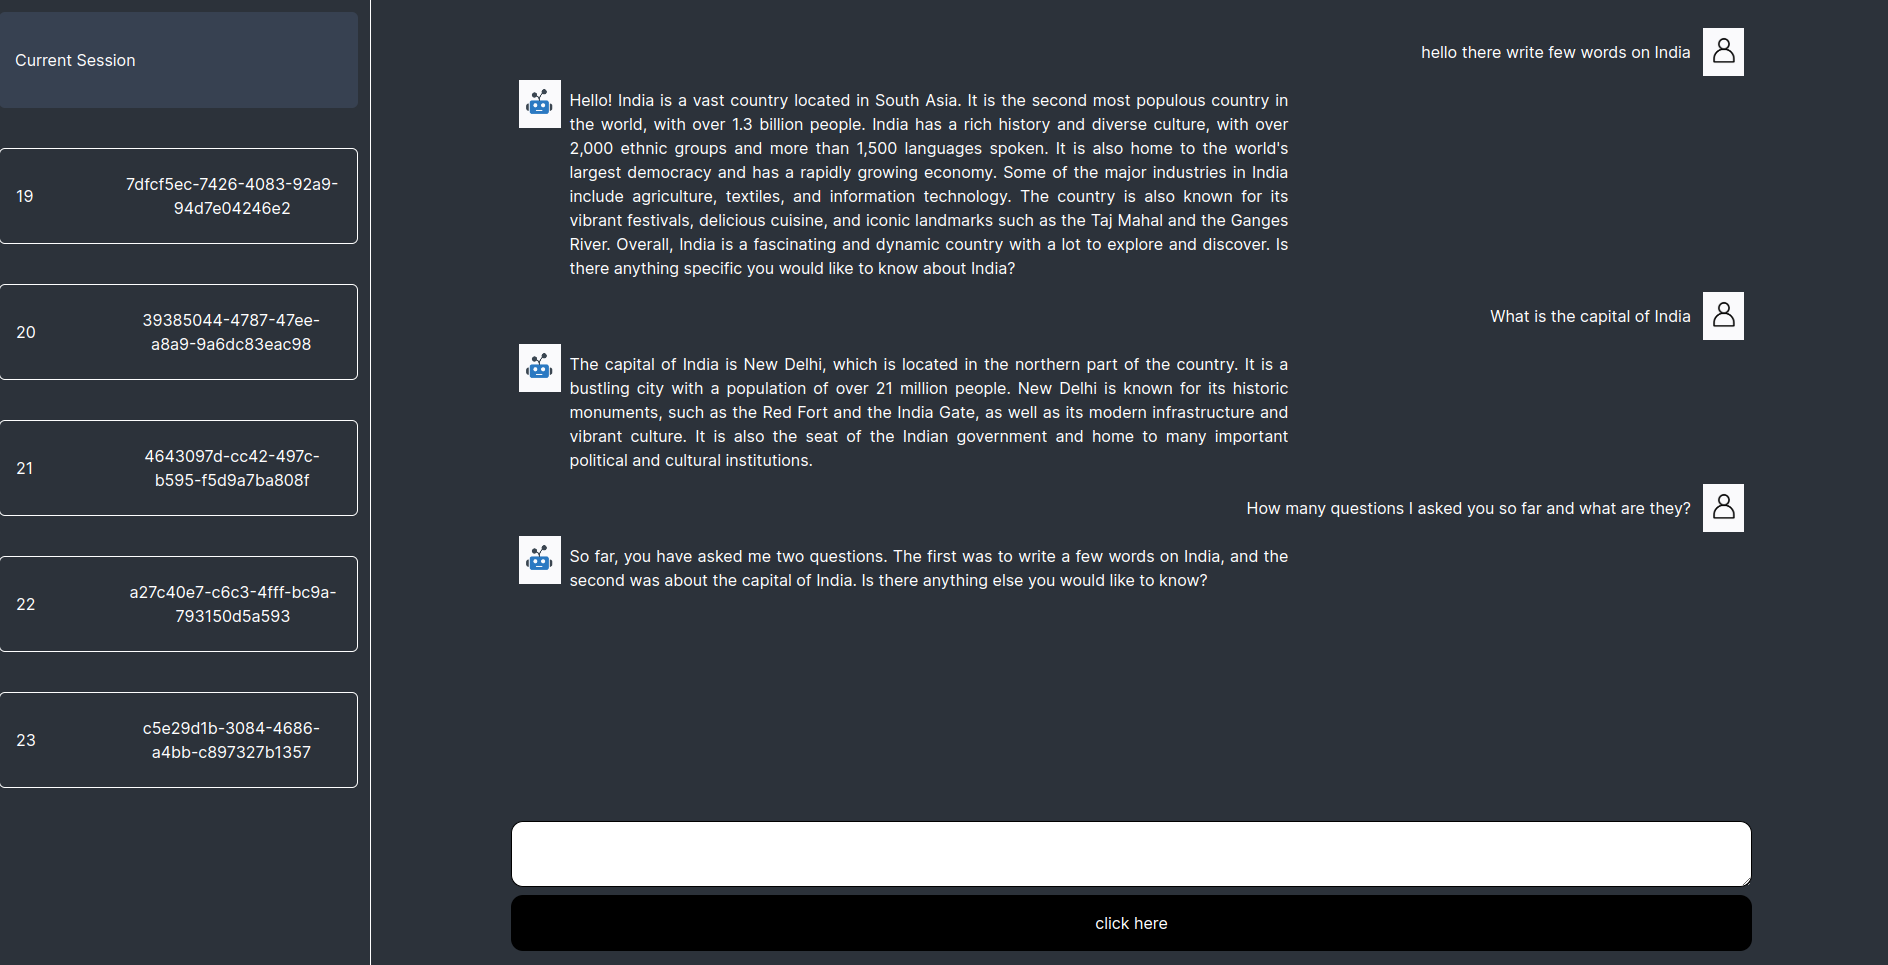 Current Session
19
7dfcf5ec-7426-4083-92a9-
94d7e04246e2
20
39385044-4787-47ee-
a8a9-9a6dc83eac98
21
4643097d-cc42-497c-
b595-f5d9a7ba808f
22
a27c40e7-c6c3-4fff-bc9a-
793150d5a593
23
c5e29d1b-3084-4686-
a4bb-c897327b1357
hello there write few words on India
Hello! India is a vast country located in South Asia. It is the second most populous country in
the world, with over 1.3 billion people. India has a rich history and diverse culture, with over
2,000 ethnic groups and more than 1,500 languages spoken. It is also home to the world's
largest democracy and has a rapidly growing economy. Some of the major industries in India
include agriculture, textiles, and information technology. The country is also known for its
vibrant festivals, delicious cuisine, and iconic landmarks such as the Taj Mahal and the Ganges
River. Overall, India is a fascinating and dynamic country with a lot to explore and discover. Is
there anything specific you would like to know about India?
What is the capital of India
The capital of India is New Delhi, which is located in the northern part of the country. It is a
bustling city with a population of over 21 million people. New Delhi is known for its historic
monuments, such as the Red Fort and the India Gate, as well as its modern infrastructure and
vibrant culture. It is also the seat of the Indian government and home to many important
political and cultural institutions.
How many questions I asked you so far and what are they?
So far, you have asked me two questions. The first was to write a few words on India, and the
second was about the capital of India. Is there anything else you would like to know?
click here